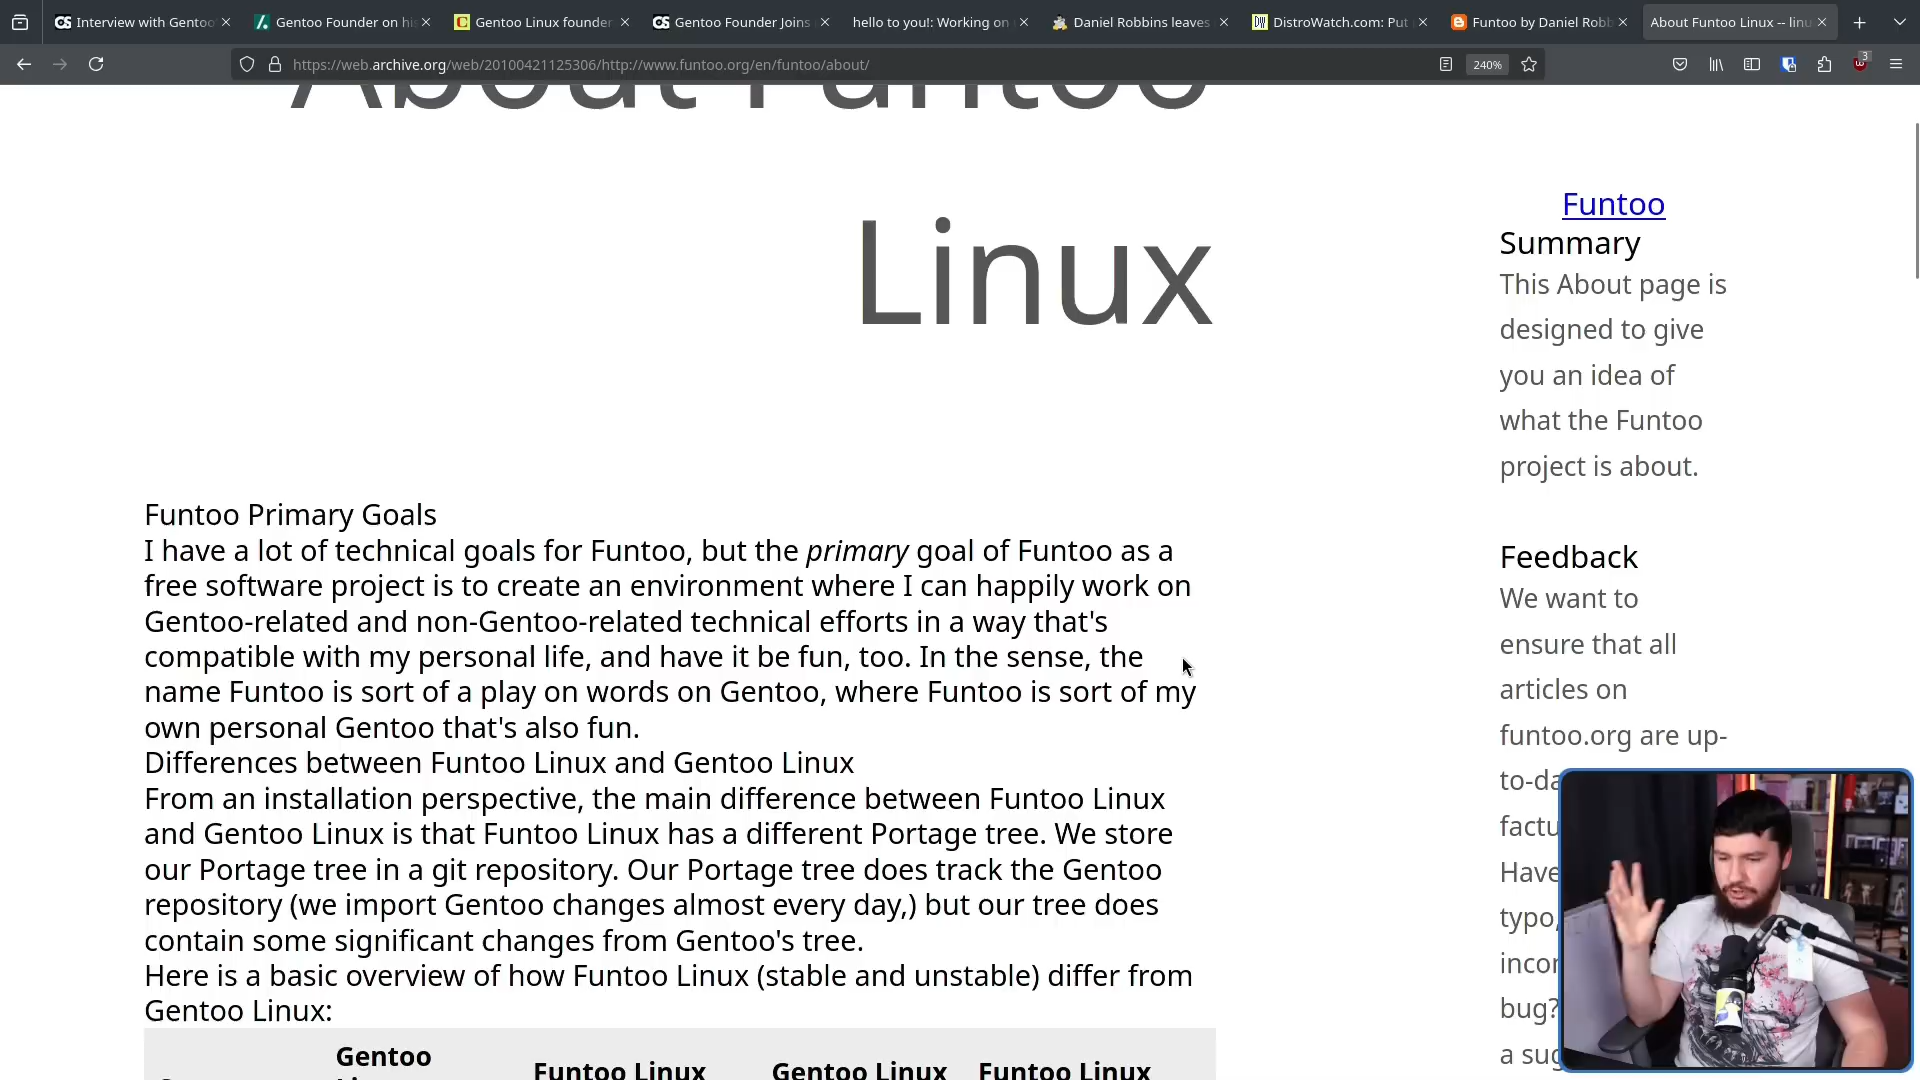 Interview with Gentoo
Gentoo Founder on his
Gentoo Linux founder
Gentoo Founder Joins
hello to you!: Working on
Daniel Robbins leaves
DistroWatch.com: Put
Funtoo by Daniel Robb
About Funtoo Linux -- linu
https://web.archive.org/web/20100421125306/http://www.funtoo.org/en/funtoo/about/
240%
3
About Funtoo
Linux
Funtoo Primary Goals
I have a lot of technical goals for Funtoo, but the primary goal of Funtoo as a
free software project is to create an environment where I can happily work on
Gentoo-related and non-Gentoo-related technical efforts in a way that's
compatible with my personal life, and have it be fun, too. In the sense, the
name Funtoo is sort of a play on words on Gentoo, where Funtoo is sort of my
own personal Gentoo that's also fun.
Differences between Funtoo Linux and Gentoo Linux
From an installation perspective, the main difference between Funtoo Linux
and Gentoo Linux is that Funtoo Linux has a different Portage tree. We store
our Portage tree in a git repository. Our Portage tree does track the Gentoo
repository (we import Gentoo changes almost every day,) but our tree does
contain some significant changes from Gentoo's tree.
Here is a basic overview of how Funtoo Linux (stable and unstable) differ from
Gentoo Linux:
Gentoo
Funtoo Linux
Gentoo Linux
Funtoo Linux
Funtoo
Summary
This About page is
designed to give
you an idea of
what the Funtoo
project is about.
Feedback
We want to
ensure that all
articles on
funtoo.org are up-
to-da
factu
Have
typo,
incor
bug?
a sug